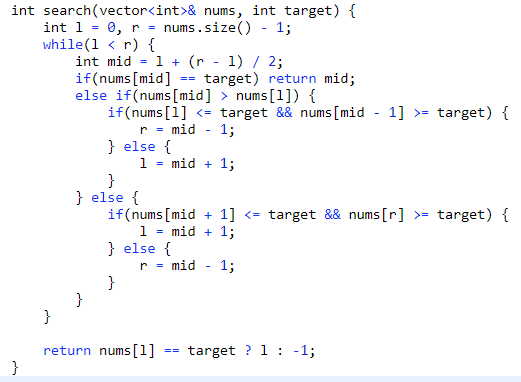 int search(vector<int>& nums, int target) {
    int l = 0, r = nums.size() - 1;
    while(l < r) {
        int mid = l + (r - l) / 2;
        if(nums[mid] == target) return mid;
        else if(nums[mid] > nums[l]) {
            if(nums[l] <= target && nums[mid - 1] >= target) {
                r = mid - 1;
            } else {
                l = mid + 1;
            }
        } else {
            if(nums[mid + 1] <= target && nums[r] >= target) {
                l = mid + 1;
            } else {
                r = mid - 1;
            }
        }
    }

    return nums[l] == target ? l : -1;
}